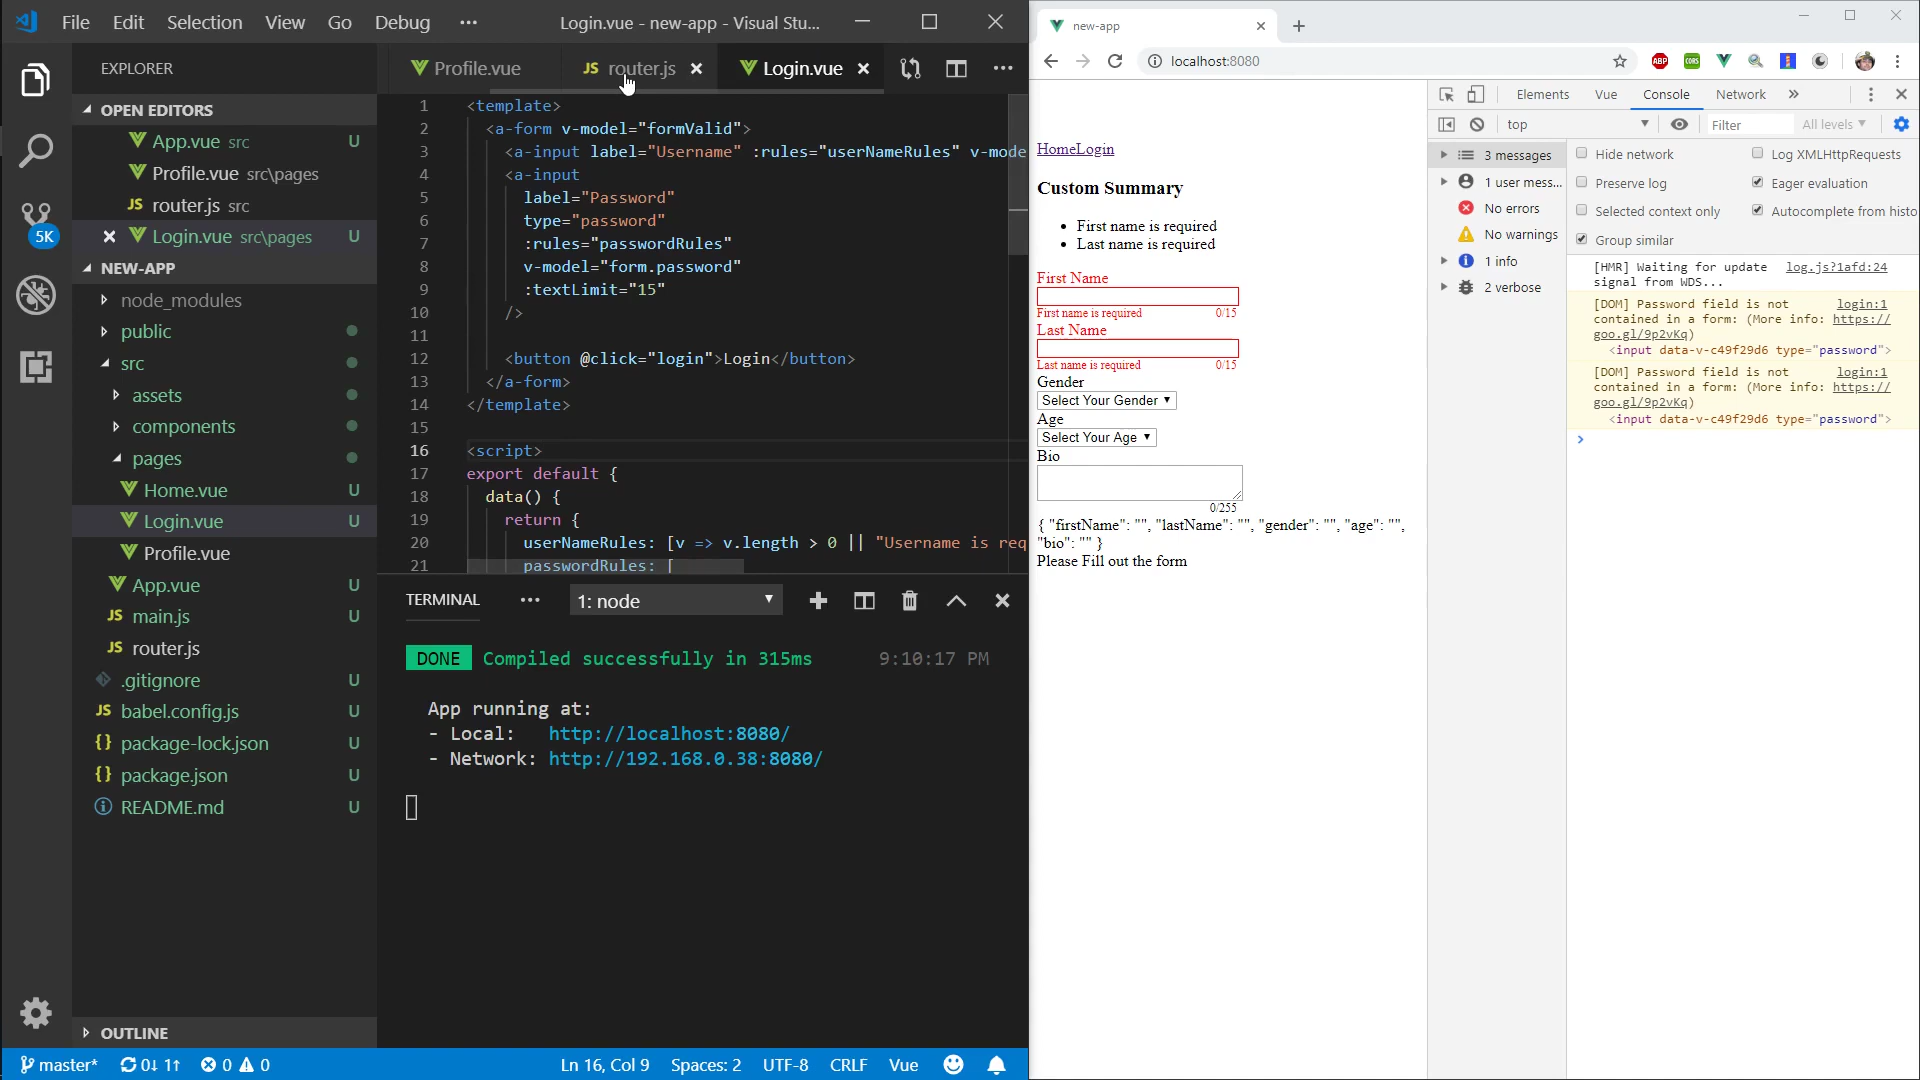 File Edit Selection View Go Debug ··· Login.vue - new-app - Visual Stu...
EXPLORER
OPEN EDITORS
App.vue src U
Profile.vue src\pages
JS router.js src
Login.vue src\pages U
NEW-APP
node_modules
public
src
assets
components
pages
Home.vue U
Login.vue U
Profile.vue
App.vue U
JS main.js U
JS router.js
.gitignore U
JS babel.config.js U
{} package-lock.json U
{} package.json U
README.md U
OUTLINE
5K
Profile.vue JS router.js Login.vue
1 <template>
2 <a-form v-model="formValid">
3 <a-input label="Username" :rules="userNameRules" v-mode
4 <a-input
5 label="Password"
6 type="password"
7 :rules="passwordRules"
8 v-model="form.password"
9 :textLimit="15"
10 />
11
12 <button @click="login">Login</button>
13 </a-form>
14 </template>
15
16 <script>
17 export default {
18 data() {
19 return {
20 userNameRules: [v => v.length > 0 || "Username is req
21 passwordRules: [
TERMINAL ··· 1: node
DONE Compiled successfully in 315ms 9:10:17 PM
App running at:
- Local: http://localhost:8080/
- Network: http://192.168.0.38:8080/
master* 0↓ 1↑ 0 0 Ln 16, Col 9 Spaces: 2 UTF-8 CRLF Vue
new-app
localhost:8080
ABP CORS
HomeLogin
Custom Summary
• First name is required
• Last name is required
First Name
First name is required 0/15
Last Name
Last name is required 0/15
Gender
Select Your Gender
Age
Select Your Age
Bio
0/255
{ "firstName": "", "lastName": "", "gender": "", "age": "",
"bio": "" }
Please Fill out the form
Elements Vue Console Network »
top Filter All levels
3 messages
1 user mess...
No errors
No warnings
1 info
2 verbose
Hide network Log XMLHttpRequests
Preserve log Eager evaluation
Selected context only Autocomplete from histo
Group similar
[HMR] Waiting for update log.js?1afd:24
signal from WDS...
[DOM] Password field is not login:1
contained in a form: (More info: https://
goo.gl/9p2vKq)
<input data-v-c49f29d6 type="password">
[DOM] Password field is not login:1
contained in a form: (More info: https://
goo.gl/9p2vKq)
<input data-v-c49f29d6 type="password">